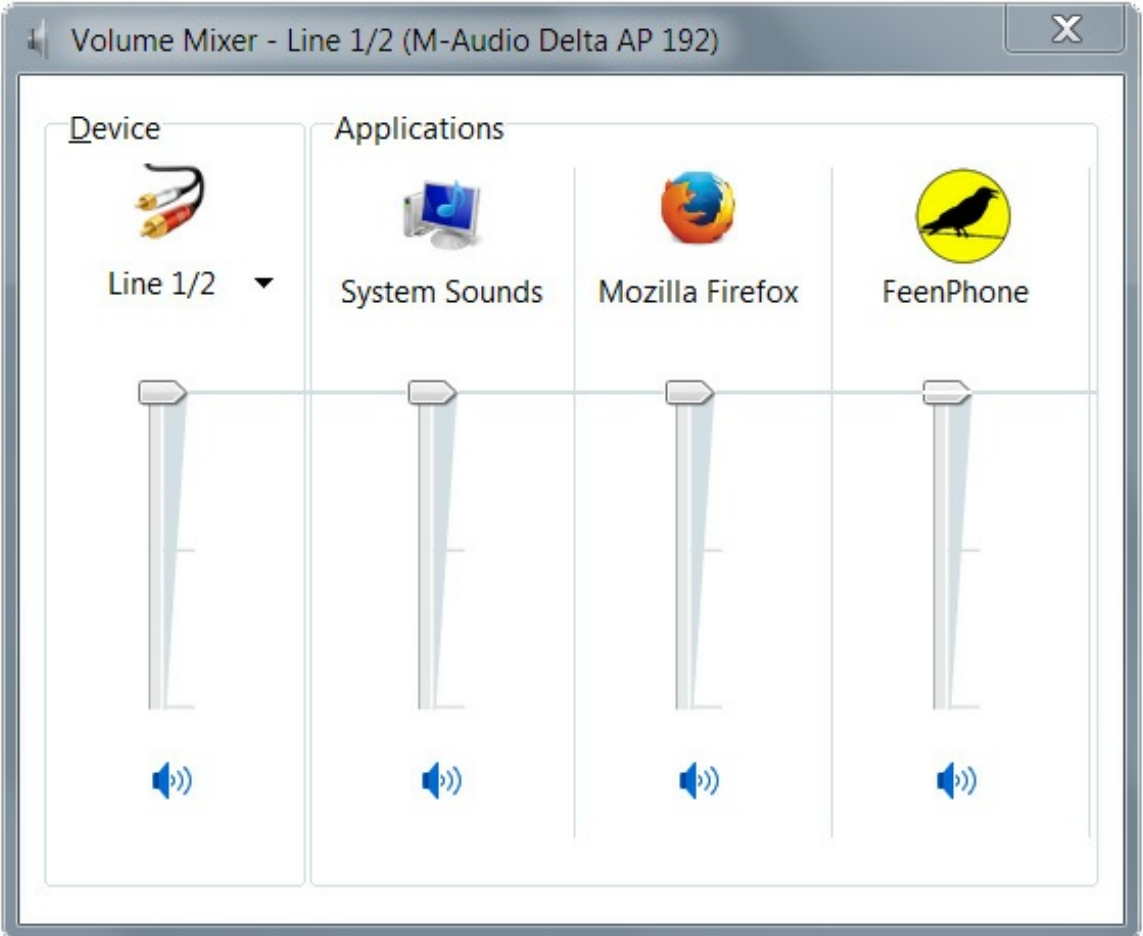 Volume Mixer - Line 1/2 (M-Audio Delta AP 192)
X
Device
Applications
Line 1/2
System Sounds
Mozilla Firefox
FeenPhone